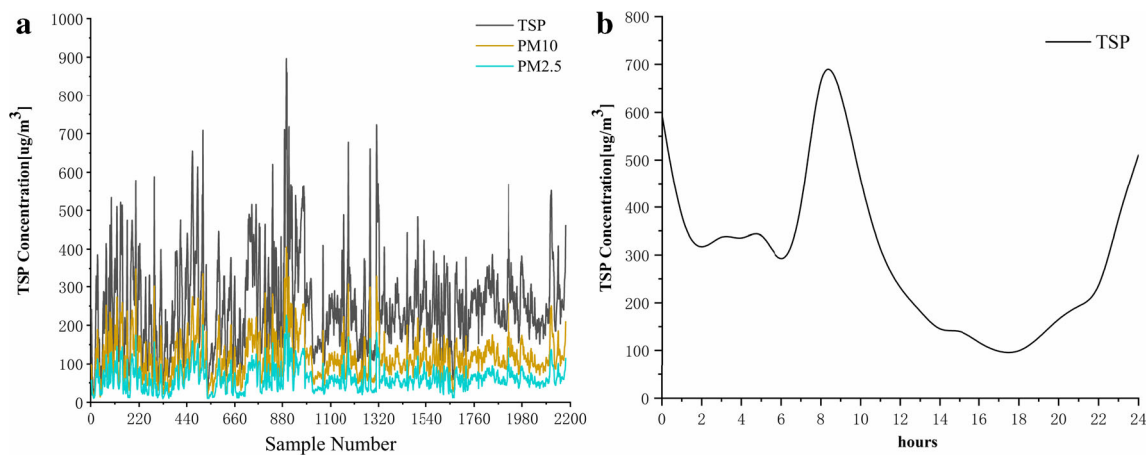 a
TSP
PM10
PM2.5
TSP Concentration[ug/m³]
1000
900
800
700
600
500
400
300
200
100
0
0 220 440 660 880 1100 1320 1540 1760 1980 2200
Sample Number
b
TSP
TSP Concentration[ug/m³]
800
700
600
500
400
300
200
100
0
0 2 4 6 8 10 12 14 16 18 20 22 24
hours